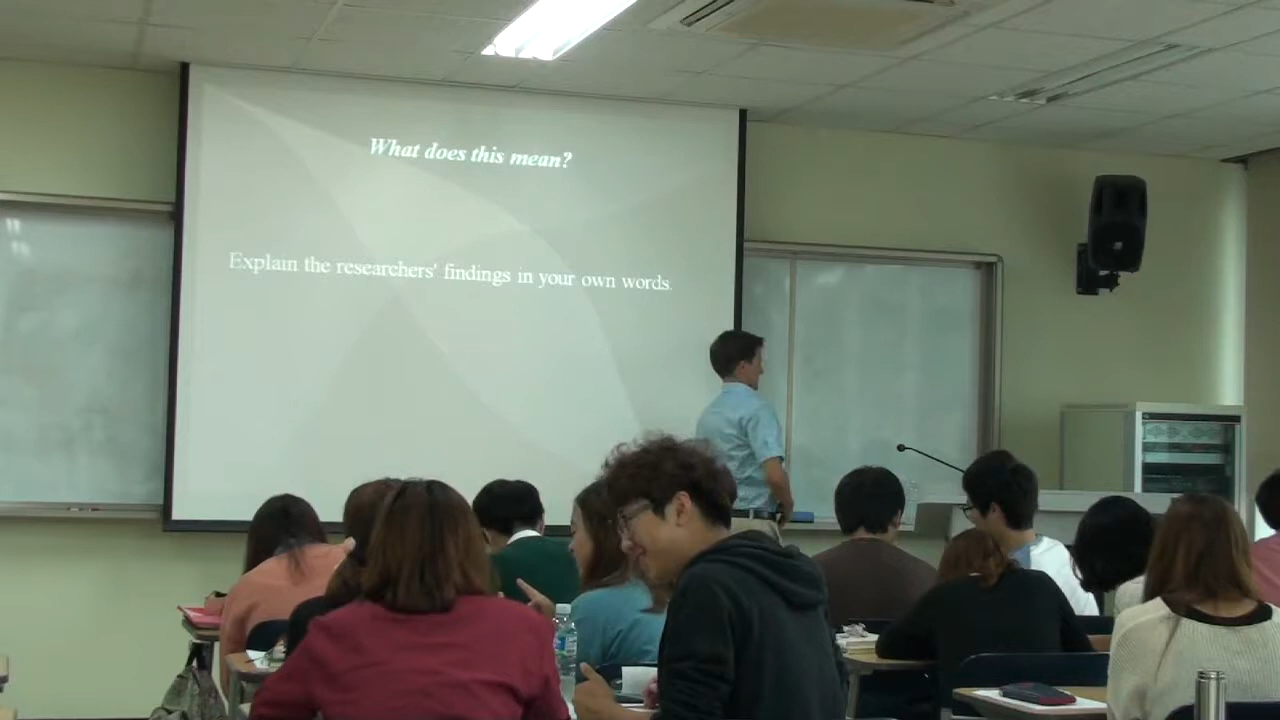 What does this mean?
Explain the researchers' findings in your own words.